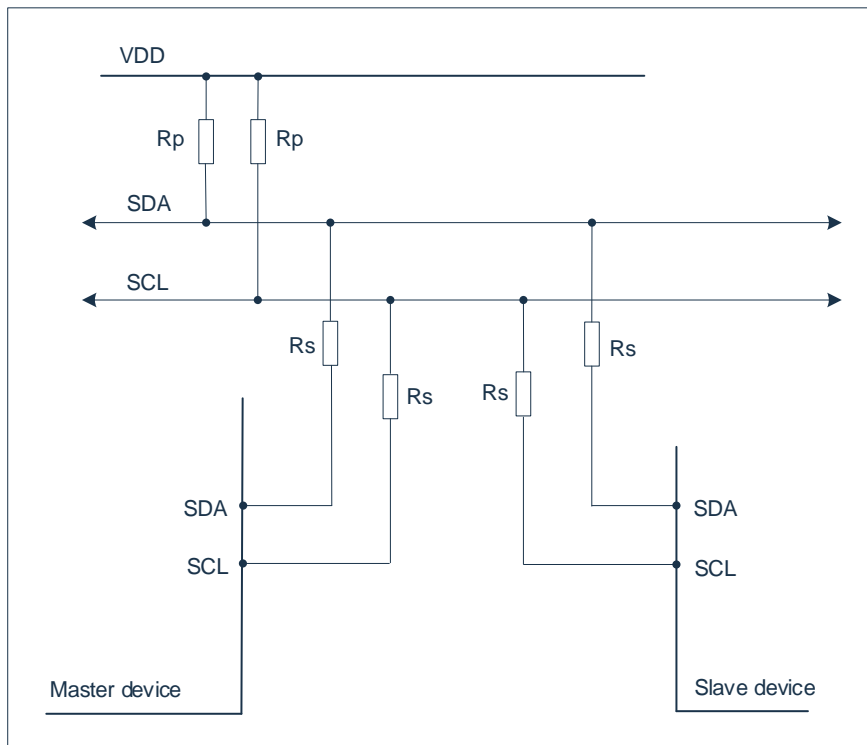 VDD
Rp
Rp
SDA
SCL
Rs
Rs
Rs
Rs
SDA
SDA
SCL
SCL
Master device
Slave device